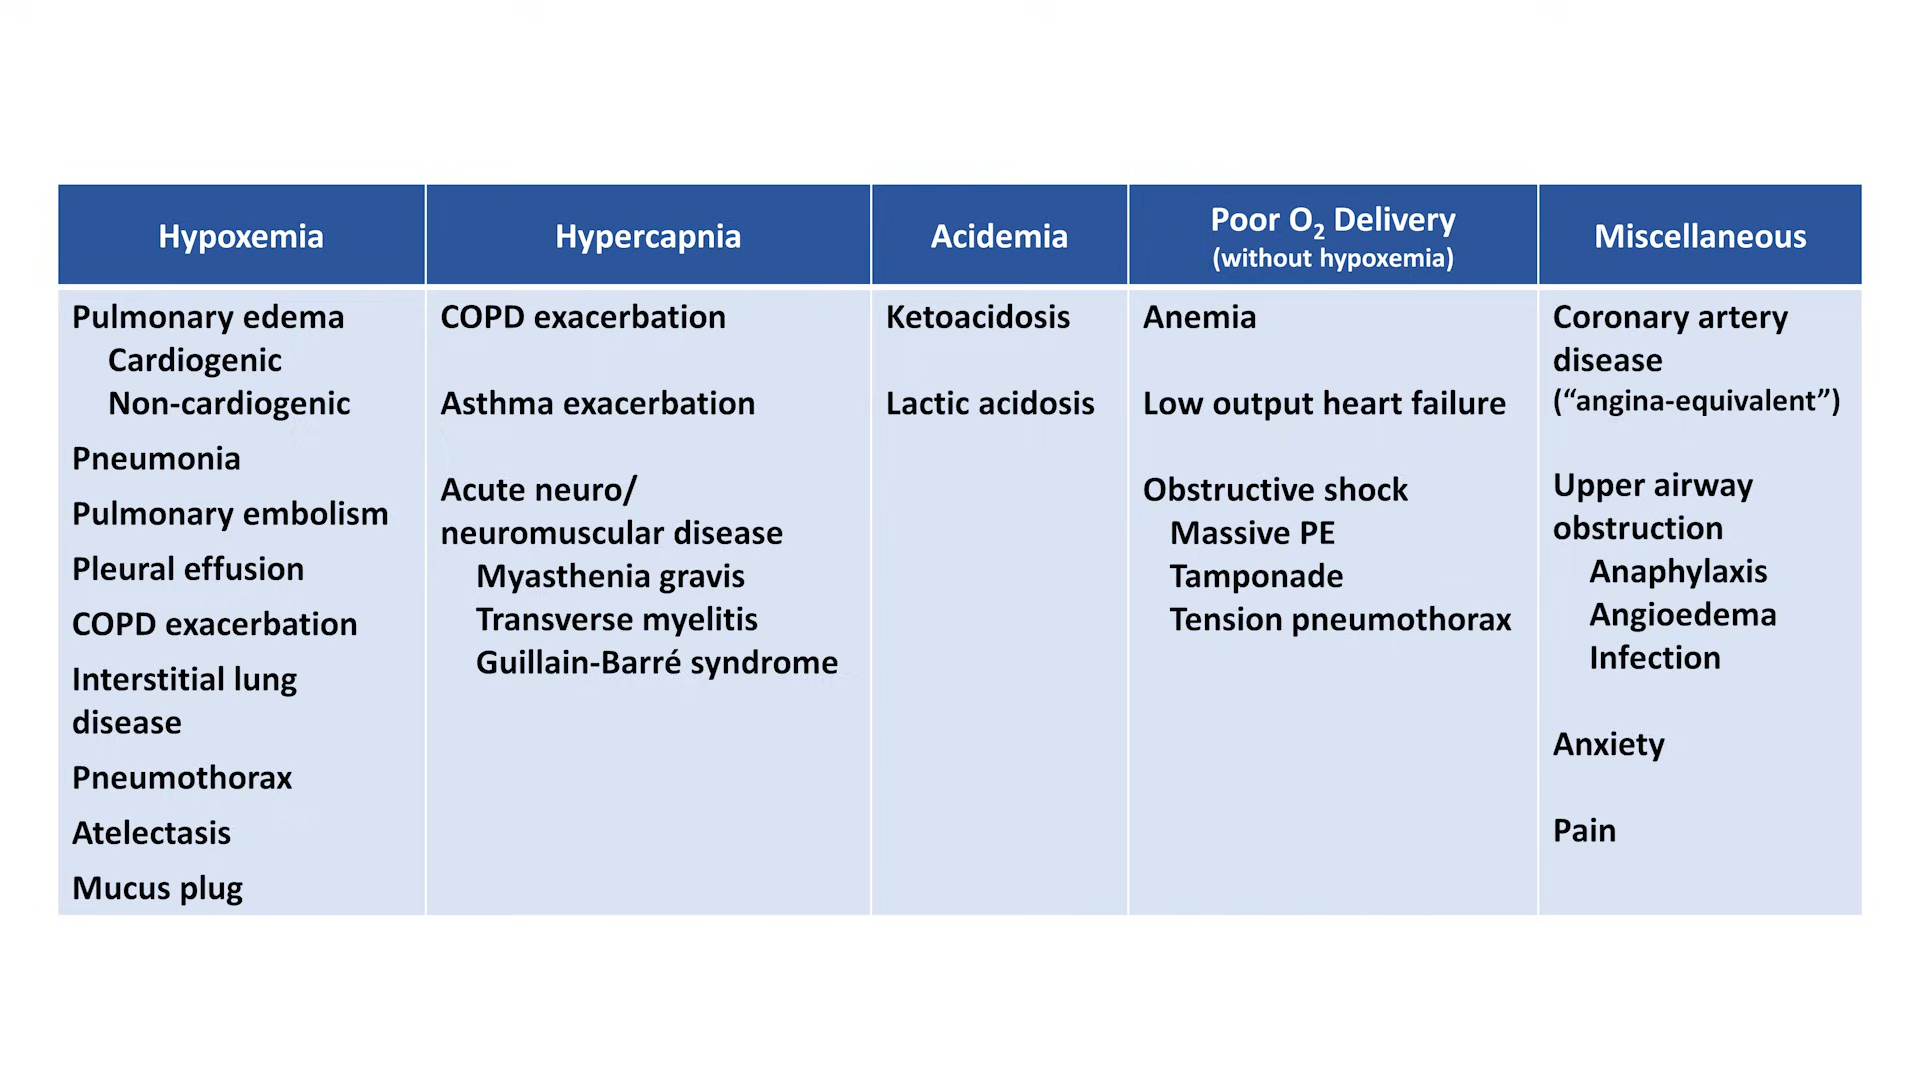 Hypoxemia
Hypercapnia
Acidemia
Poor O₂ Delivery
(without hypoxemia)
Miscellaneous
Pulmonary edema
Cardiogenic
Non-cardiogenic
Pneumonia
Pulmonary embolism
Pleural effusion
COPD exacerbation
Interstitial lung
disease
Pneumothorax
Atelectasis
Mucus plug
COPD exacerbation
Asthma exacerbation
Acute neuro/
neuromuscular disease
Myasthenia gravis
Transverse myelitis
Guillain-Barré syndrome
Ketoacidosis
Lactic acidosis
Anemia
Low output heart failure
Obstructive shock
Massive PE
Tamponade
Tension pneumothorax
Coronary artery
disease
(“angina-equivalent”)
Upper airway
obstruction
Anaphylaxis
Angioedema
Infection
Anxiety
Pain